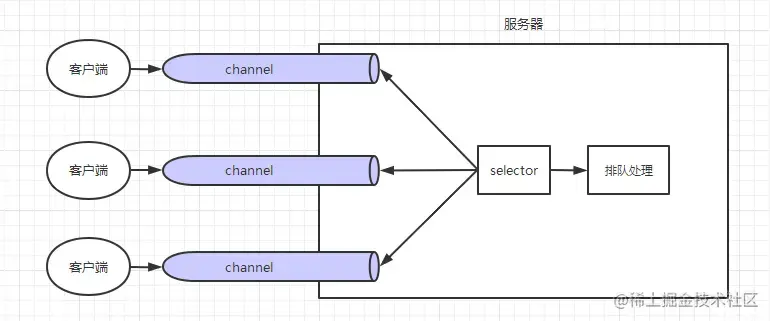 服务器
客户端
channel
客户端
channel
selector
排队处理
客户端
channel
@稀土掘金技术社区